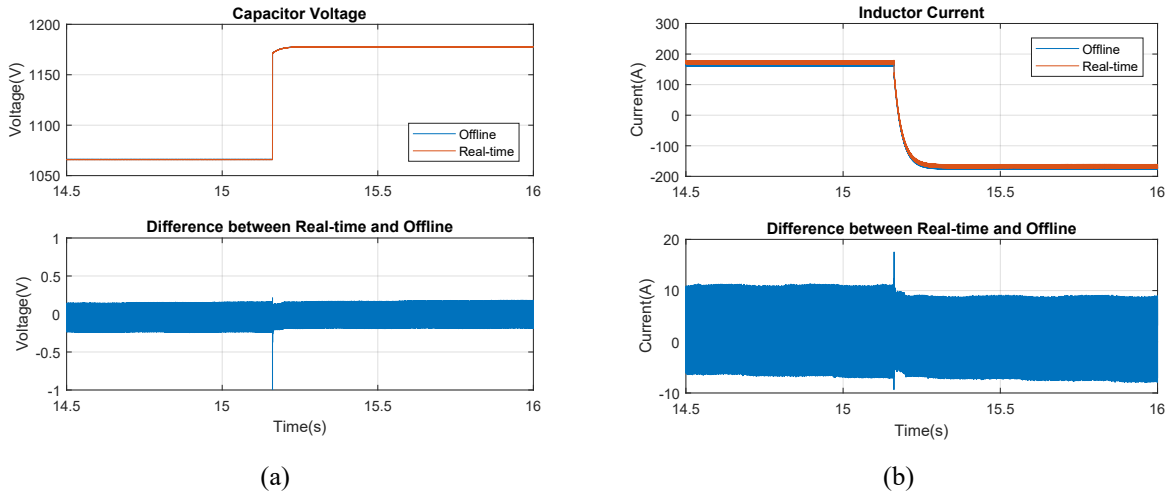 Capacitor Voltage
1200
1150
1100
1050
Voltage(V)
Offline
Real-time
14.5 15 15.5 16
Difference between Real-time and Offline
1
0.5
0
-0.5
-1
Voltage(V)
14.5 15 15.5 16
Time(s)
(a)
Inductor Current
300
200
100
0
-100
-200
Current(A)
Offline
Real-time
14.5 15 15.5 16
Difference between Real-time and Offline
20
10
0
-10
Current(A)
14.5 15 15.5 16
Time(s)
(b)